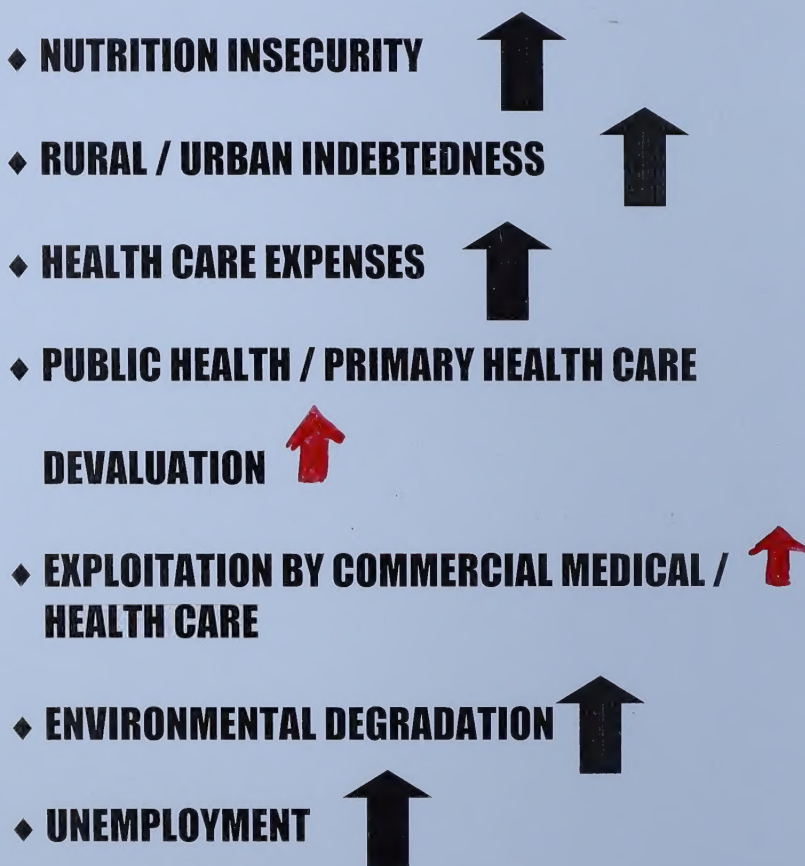 ♦ NUTRITION INSECURITY
♦ RURAL / URBAN INDEBTEDNESS
♦ HEALTH CARE EXPENSES
♦ PUBLIC HEALTH / PRIMARY HEALTH CARE
DEVALUATION
♦ EXPLOITATION BY COMMERCIAL MEDICAL /
HEALTH CARE
♦ ENVIRONMENTAL DEGRADATION
♦ UNEMPLOYMENT